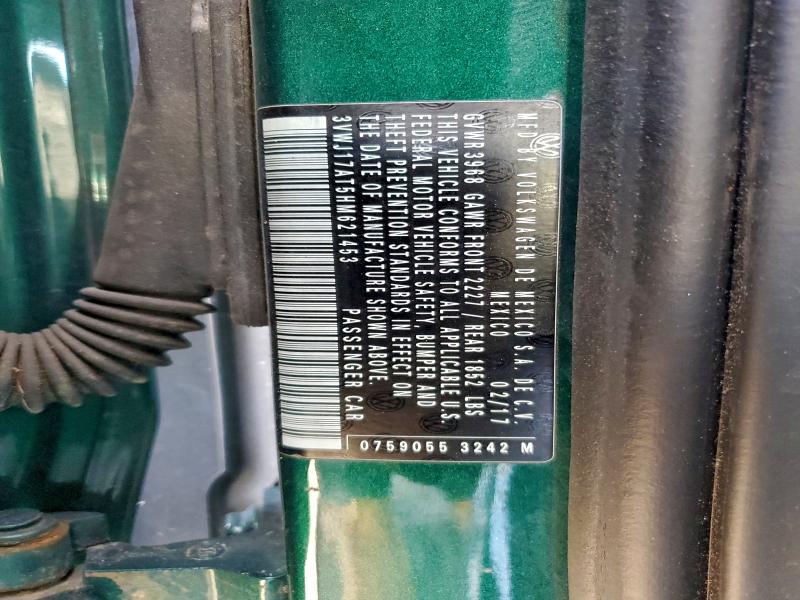 MFD BY VOLKSWAGEN DE MEXICO S.A. DE C.V.
MEXICO 02/17
GVWR 3968 GAWR FRONT 2227 / REAR 1852 LBS
THIS VEHICLE CONFORMS TO ALL APPLICABLE U.S.
FEDERAL MOTOR VEHICLE SAFETY, BUMPER AND
THEFT PREVENTION STANDARDS IN EFFECT ON
THE DATE OF MANUFACTURE SHOWN ABOVE.
3VWJ17AT5HM621453 PASSENGER CAR
0759055 3242 M